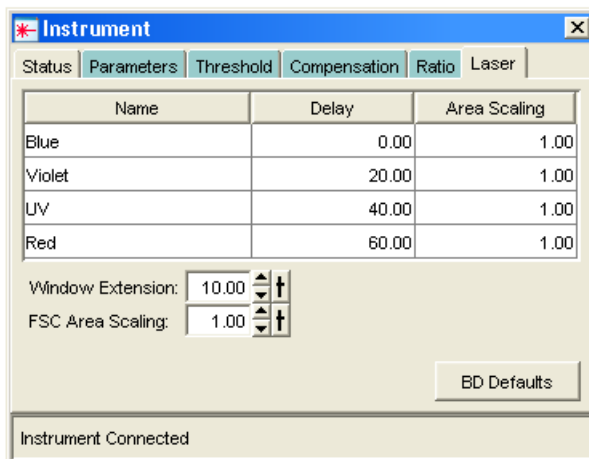 Instrument
Status Parameters Threshold Compensation Ratio Laser
Name Delay Area Scaling
Blue 0.00 1.00
Violet 20.00 1.00
UV 40.00 1.00
Red 60.00 1.00
Window Extension: 10.00
FSC Area Scaling: 1.00
BD Defaults
Instrument Connected